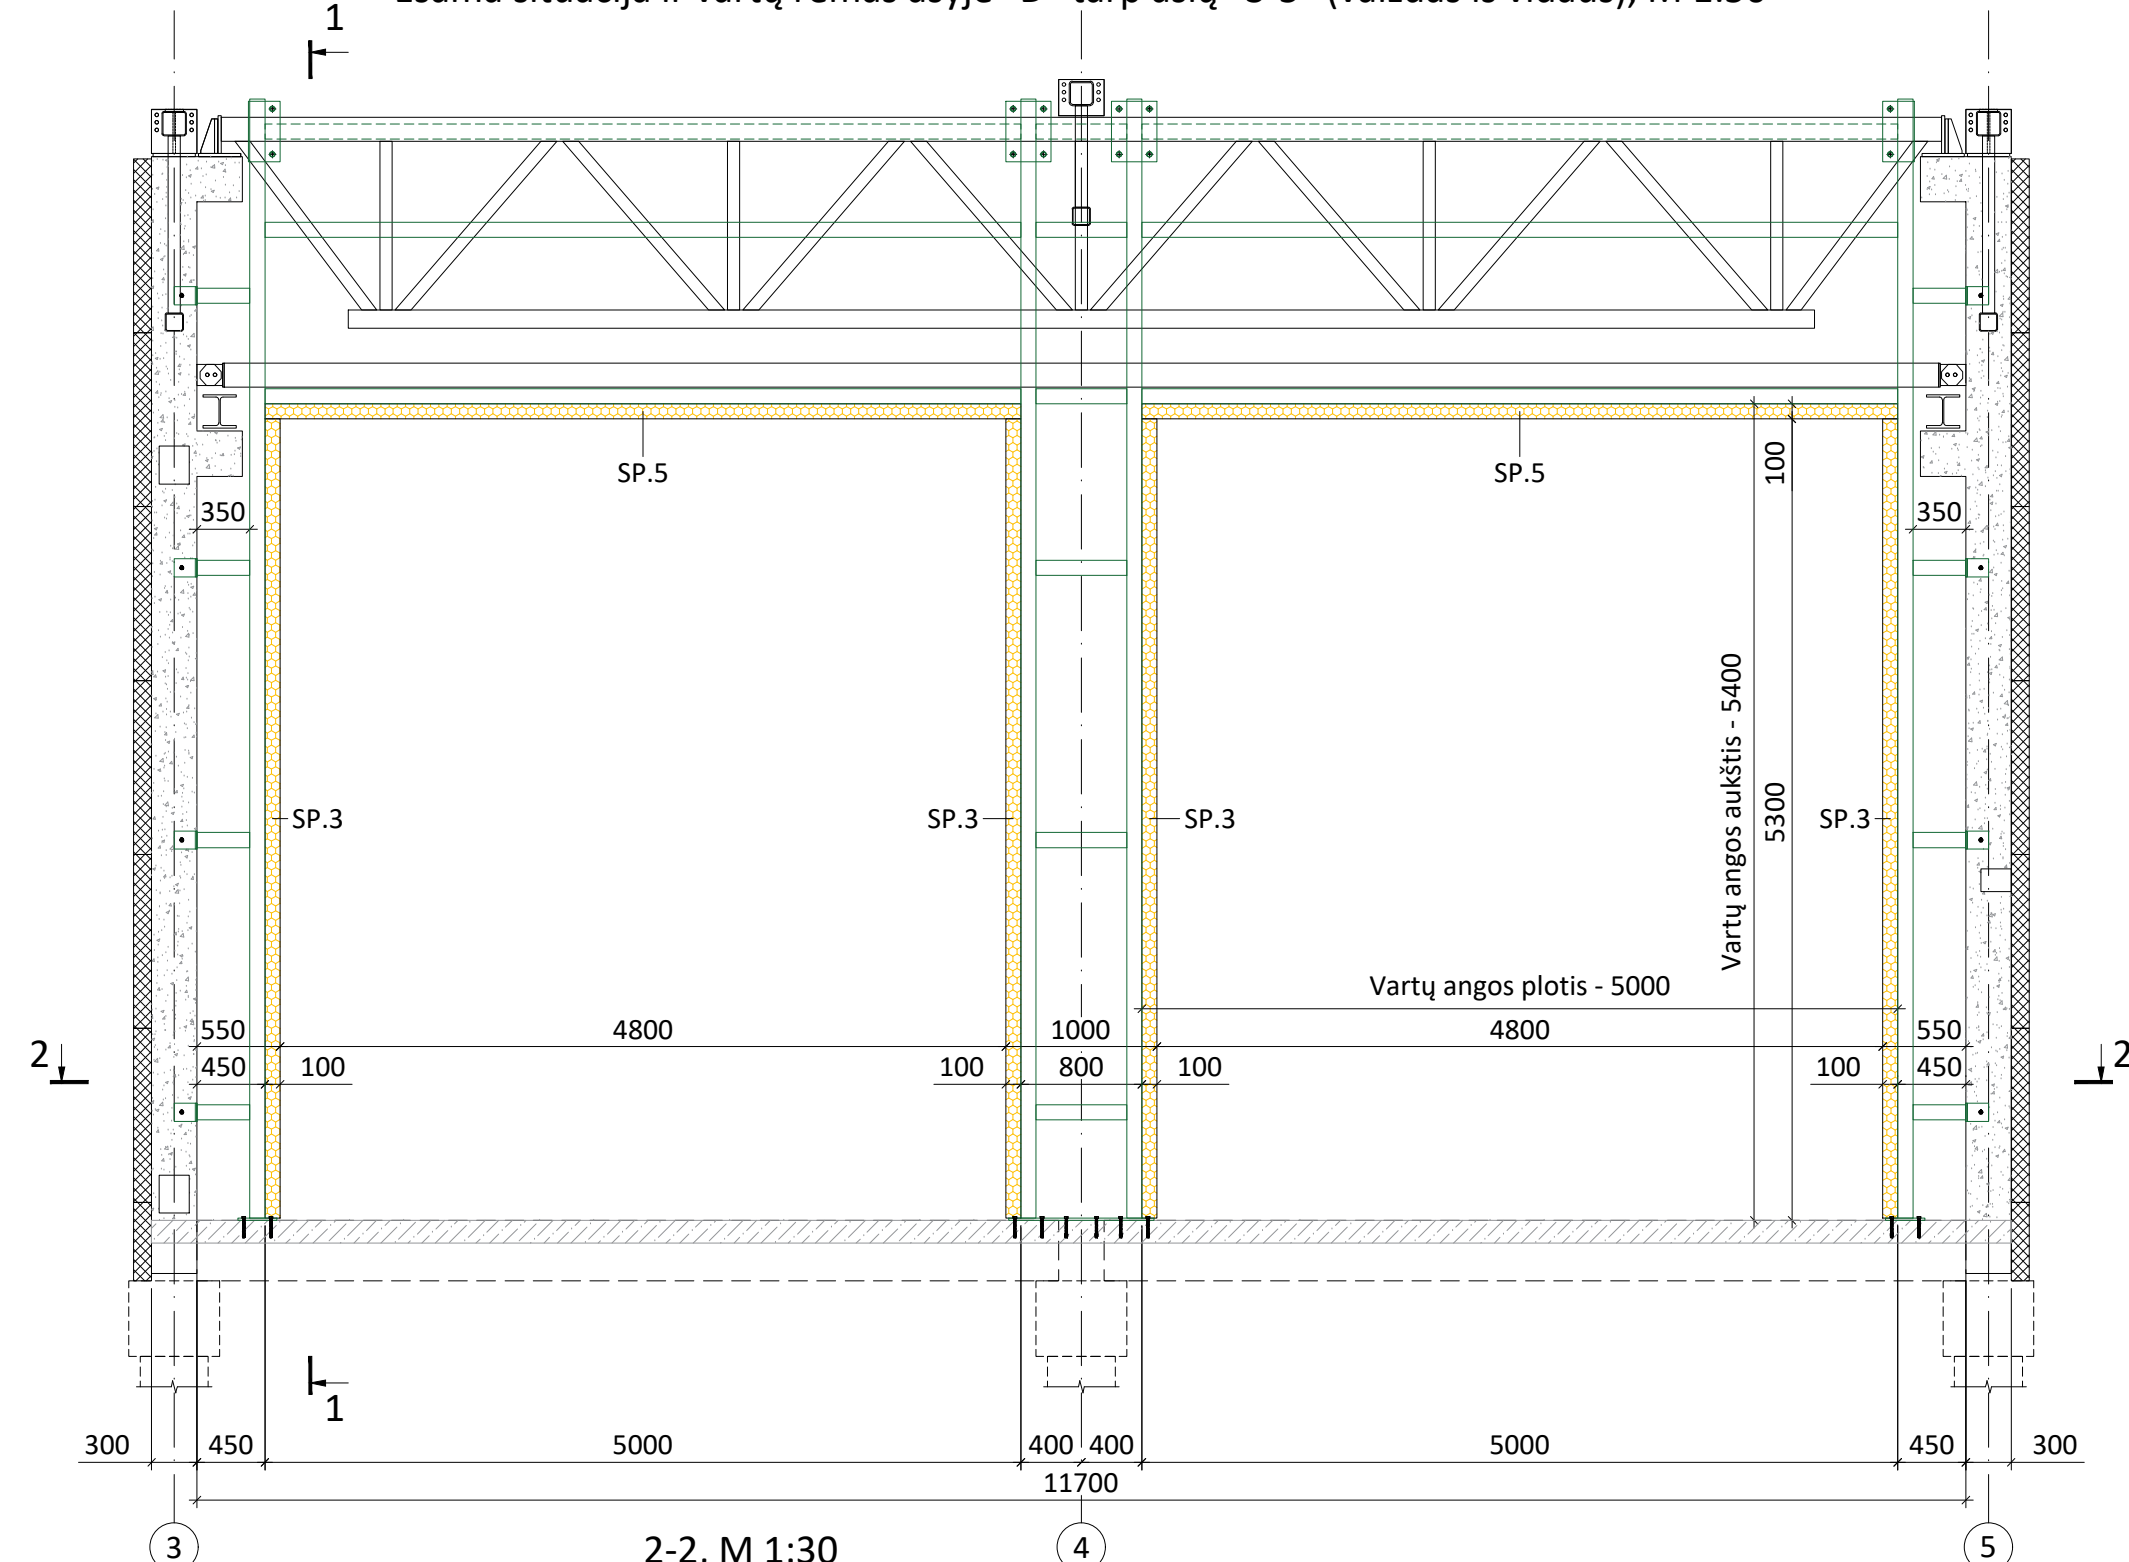 1
SP.5
SP.5
100
350
350
Vartų angos aukštis - 5400
5300
SP.3
SP.3
SP.3
SP.3
Vartų angos plotis - 5000
550 4800 1000 4800 550
2 2
450 100 100 800 100 100 450
1
300 450 5000 400 400 5000 450 300
11700
3 4 5
2-2, M 1:30